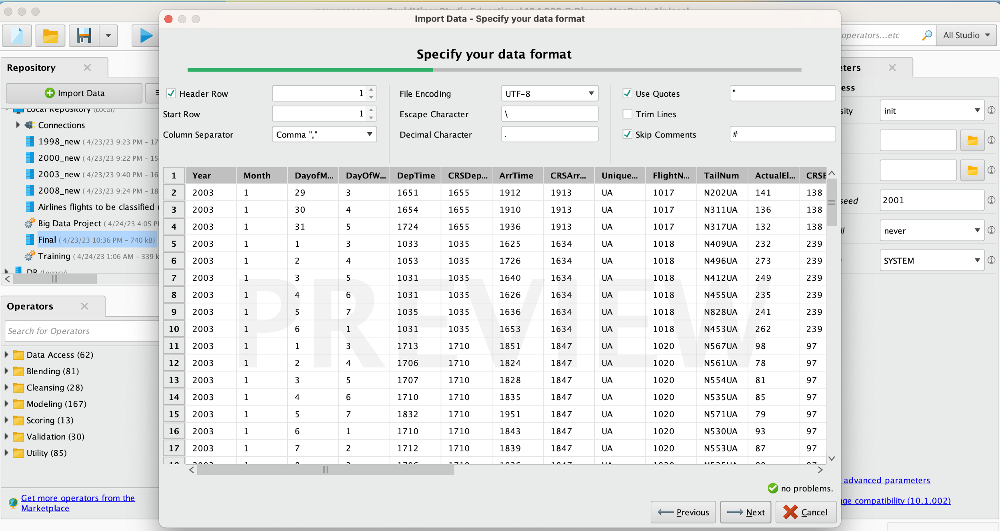 Import Data - Specify your data format
operators...etc
All Studio
Specify your data format
Repository
Import Data
Local Repository (Local)
Connections
1998_new ( 4/23/23 9:23 PM – 17
2000_new ( 4/23/23 9:22 PM – 15
2003_new ( 4/23/23 9:40 PM – 16
2008_new ( 4/23/23 9:24 PM – 18
Airlines flights to be classified
Big Data Project ( 4/24/23 4:05 P
Final ( 4/23/23 10:36 PM – 740 kB)
Training ( 4/24/23 1:06 AM – 339 k
DB (Legacy)
Operators
Search for Operators
Data Access (62)
Blending (81)
Cleansing (28)
Modeling (167)
Scoring (13)
Validation (30)
Utility (85)
Get more operators from the
Marketplace
Header Row 1 File Encoding UTF-8 Use Quotes "
Start Row 1 Escape Character \ Trim Lines
Column Separator Comma "," Decimal Character . Skip Comments #
1 Year Month DayofM... DayOfW... DepTime CRSDep... ArrTime CRSArr... Unique... FlightN... TailNum ActualEl... CRSE
2 2003 1 29 3 1651 1655 1912 1913 UA 1017 N202UA 141 138
3 2003 1 30 4 1654 1655 1910 1913 UA 1017 N311UA 136 138
4 2003 1 31 5 1724 1655 1936 1913 UA 1017 N317UA 132 138
5 2003 1 1 3 1033 1035 1625 1634 UA 1018 N409UA 232 239
6 2003 1 2 4 1053 1035 1726 1634 UA 1018 N496UA 273 239
7 2003 1 3 5 1031 1035 1640 1634 UA 1018 N412UA 249 239
8 2003 1 4 6 1031 1035 1626 1634 UA 1018 N455UA 235 239
9 2003 1 5 7 1035 1035 1636 1634 UA 1018 N828UA 241 239
10 2003 1 6 1 1031 1035 1653 1634 UA 1018 N453UA 262 239
11 2003 1 1 3 1713 1710 1851 1847 UA 1020 N567UA 98 97
12 2003 1 2 4 1706 1710 1824 1847 UA 1020 N561UA 78 97
13 2003 1 3 5 1707 1710 1828 1847 UA 1020 N554UA 81 97
14 2003 1 4 6 1710 1710 1835 1847 UA 1020 N535UA 85 97
15 2003 1 5 7 1832 1710 1951 1847 UA 1020 N571UA 79 97
16 2003 1 6 1 1710 1710 1843 1847 UA 1020 N530UA 93 97
17 2003 1 7 2 1712 1710 1839 1847 UA 1020 N553UA 87 97
PREVIEW
no problems.
Previous Next Cancel
eters
ess
sity init
seed 2001
il never
SYSTEM
advanced parameters
nge compatibility (10.1.002)